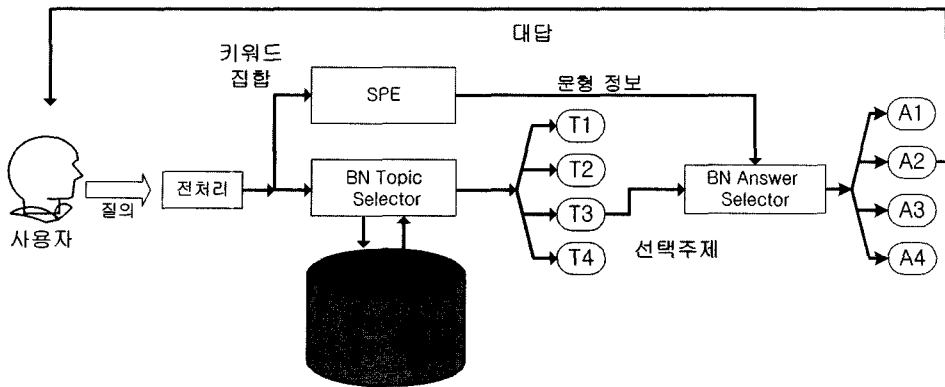 대답
키워드
집합
SPE
문형 정보
사용자
질의
전처리
BN Topic
Selector
T1
T2
T3
T4
선택주제
BN Answer
Selector
A1
A2
A3
A4